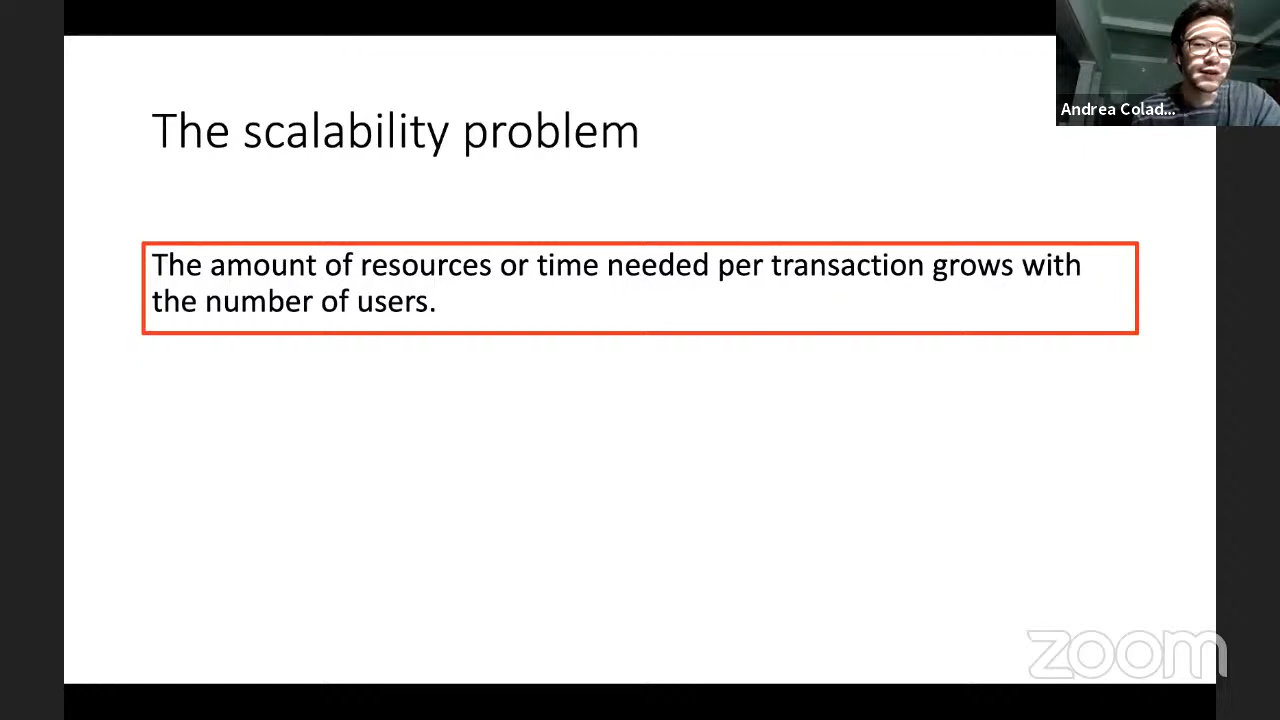 The scalability problem
Andrea Colad...
The amount of resources or time needed per transaction grows with
the number of users.
zoom